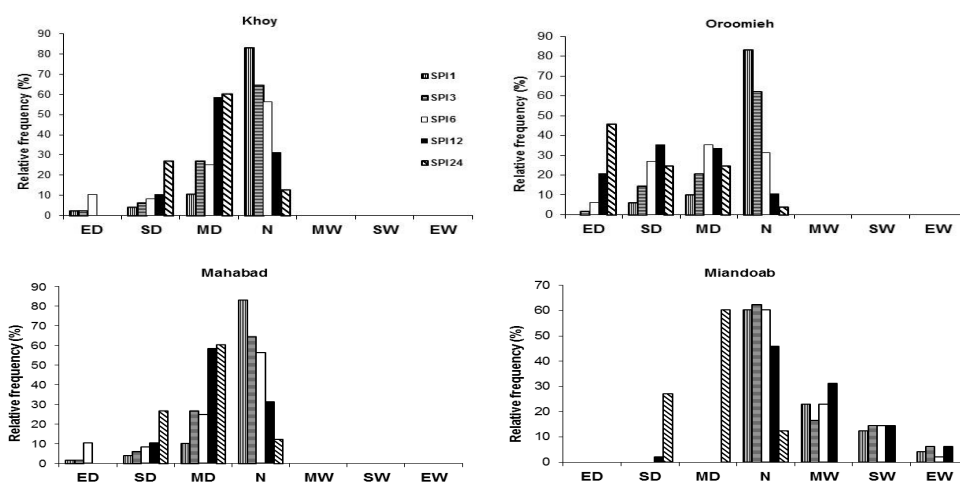 Khoy
Relative frequency (%)
90
80
70
60
50
40
30
20
10
0
ED SD MD N MW SW EW
SPI1
SPI3
SPI6
SPI12
SPI24
Oroomieh
Relative frequency (%)
90
80
70
60
50
40
30
20
10
0
ED SD MD N MW SW EW
Mahabad
Relative frequency (%)
90
80
70
60
50
40
30
20
10
0
ED SD MD N MW SW EW
Miandoab
Relative frequency (%)
70
60
50
40
30
20
10
0
ED SD MD N MW SW EW